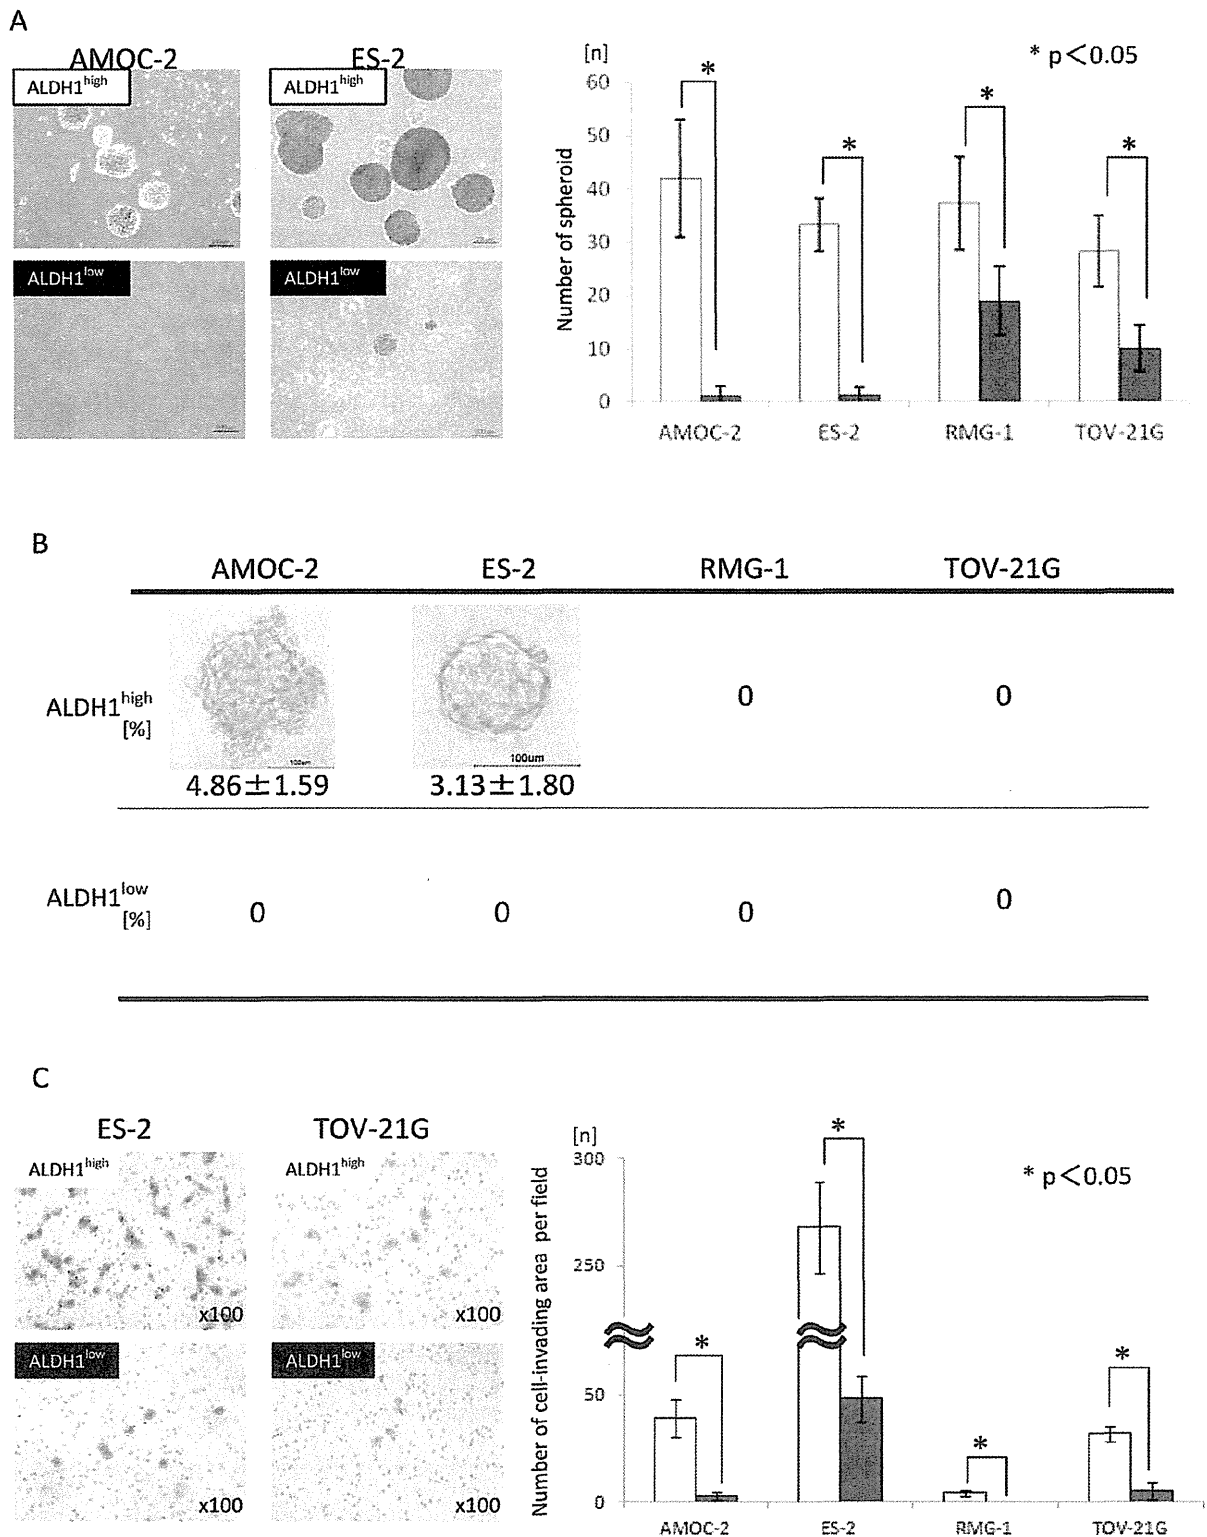 A
AMOC-2
ES-2
ALDH1high
ALDH1high
ALDH1low
ALDH1low
[n]
* p<0.05
60
50
40
30
20
10
0
Number of spheroid
*
*
*
*
AMOC-2
ES-2
RMG-1
TOV-21G
B
AMOC-2
ES-2
RMG-1
TOV-21G
ALDH1high
[%]
100um
100um
4.86±1.59
3.13±1.80
0
0
ALDH1low
[%]
0
0
0
0
C
ES-2
TOV-21G
ALDH1high
x100
ALDH1high
x100
ALDH1low
x100
ALDH1low
x100
[n]
* p<0.05
300
250
50
0
Number of cell-invading area per field
*
*
*
*
AMOC-2
ES-2
RMG-1
TOV-21G